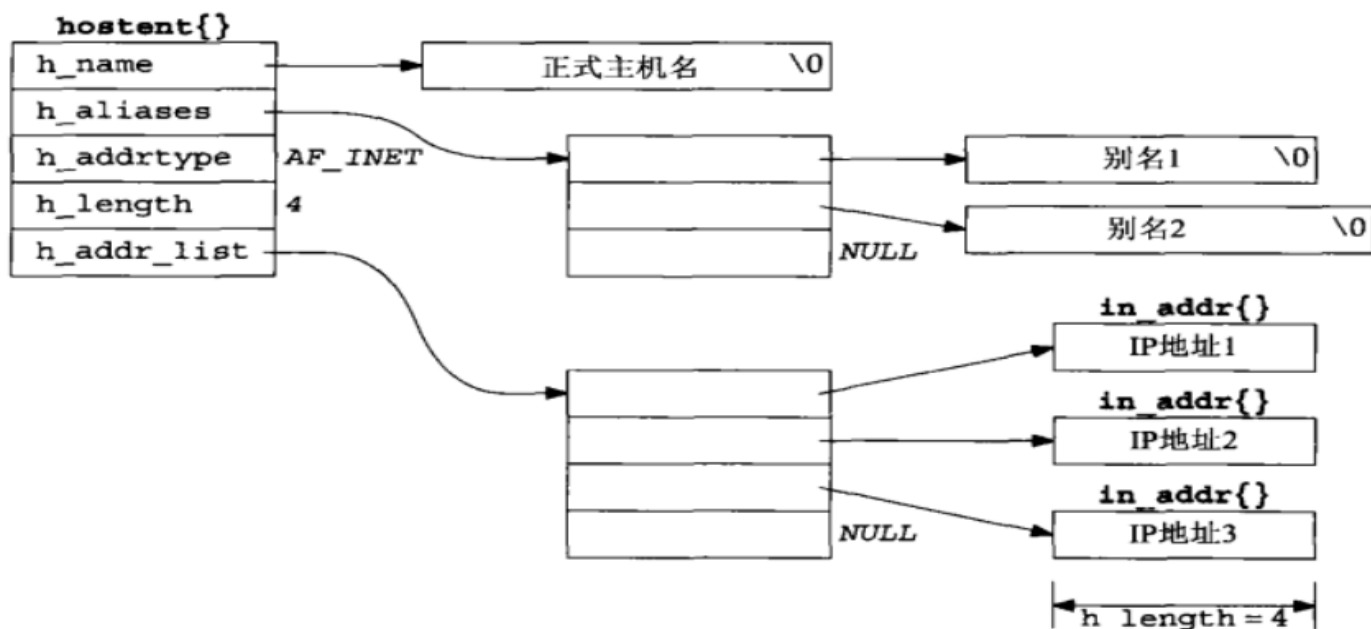 hostent{}
h_name
正式主机名 \0
h_aliases
h_addrtype AF_INET
别名1 \0
h_length 4
别名2 \0
h_addr_list
NULL
in_addr{}
IP地址1
in_addr{}
IP地址2
in_addr{}
IP地址3
NULL
h_length = 4